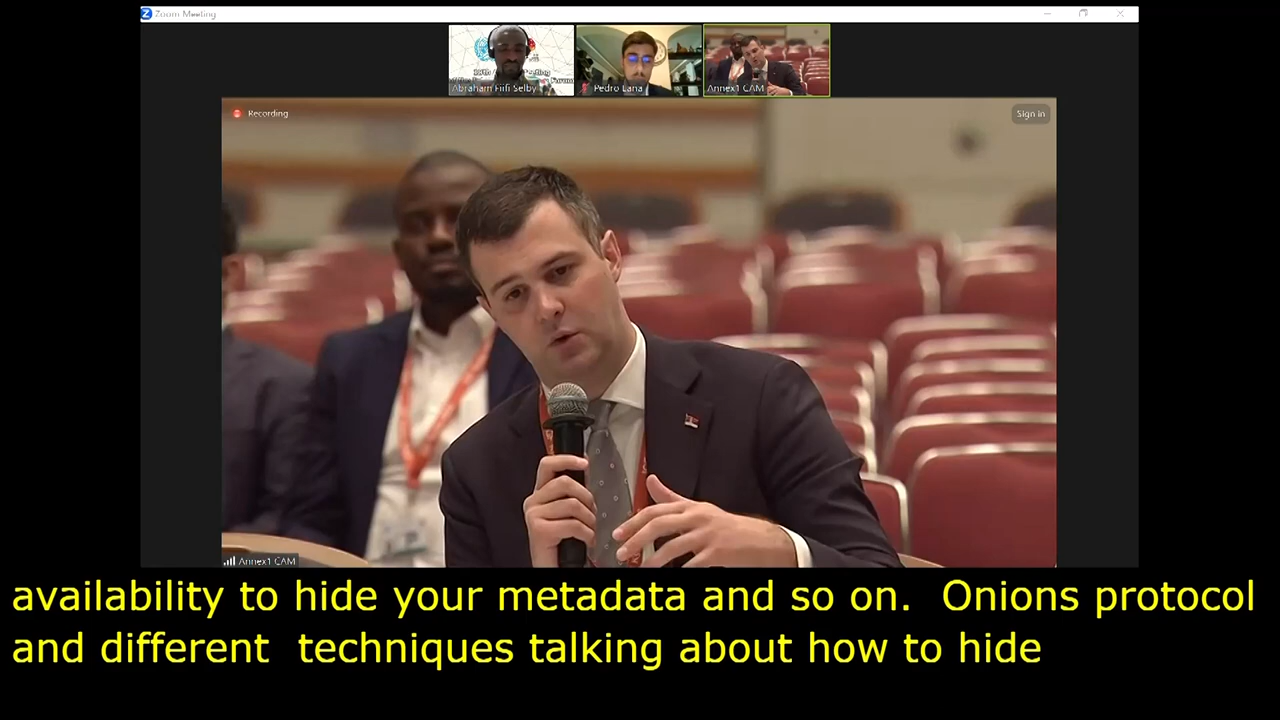 Zoom Meeting
Abraham Fiifi Selby
Pedro Lana
Annex1 CAM
Recording
Sign in
Annex1 CAM
availability to hide your metadata and so on.  Onions protocol
and different  techniques talking about how to hide